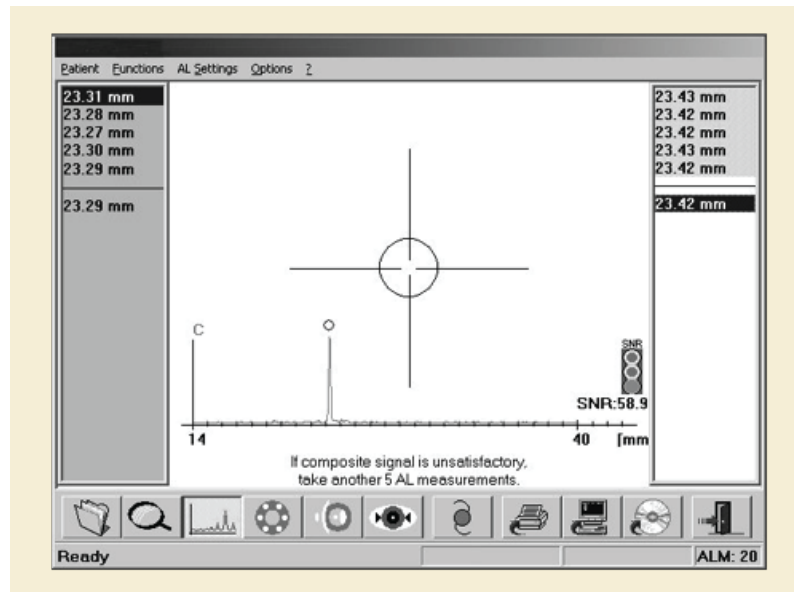 Patient Functions AL Settings Options ?
23.31 mm
23.28 mm
23.27 mm
23.30 mm
23.29 mm
23.29 mm
23.43 mm
23.42 mm
23.42 mm
23.43 mm
23.42 mm
23.42 mm
C
SNR
SNR:58.9
14 40 [mm
If composite signal is unsatisfactory,
take another 5 AL measurements.
Ready ALM: 20